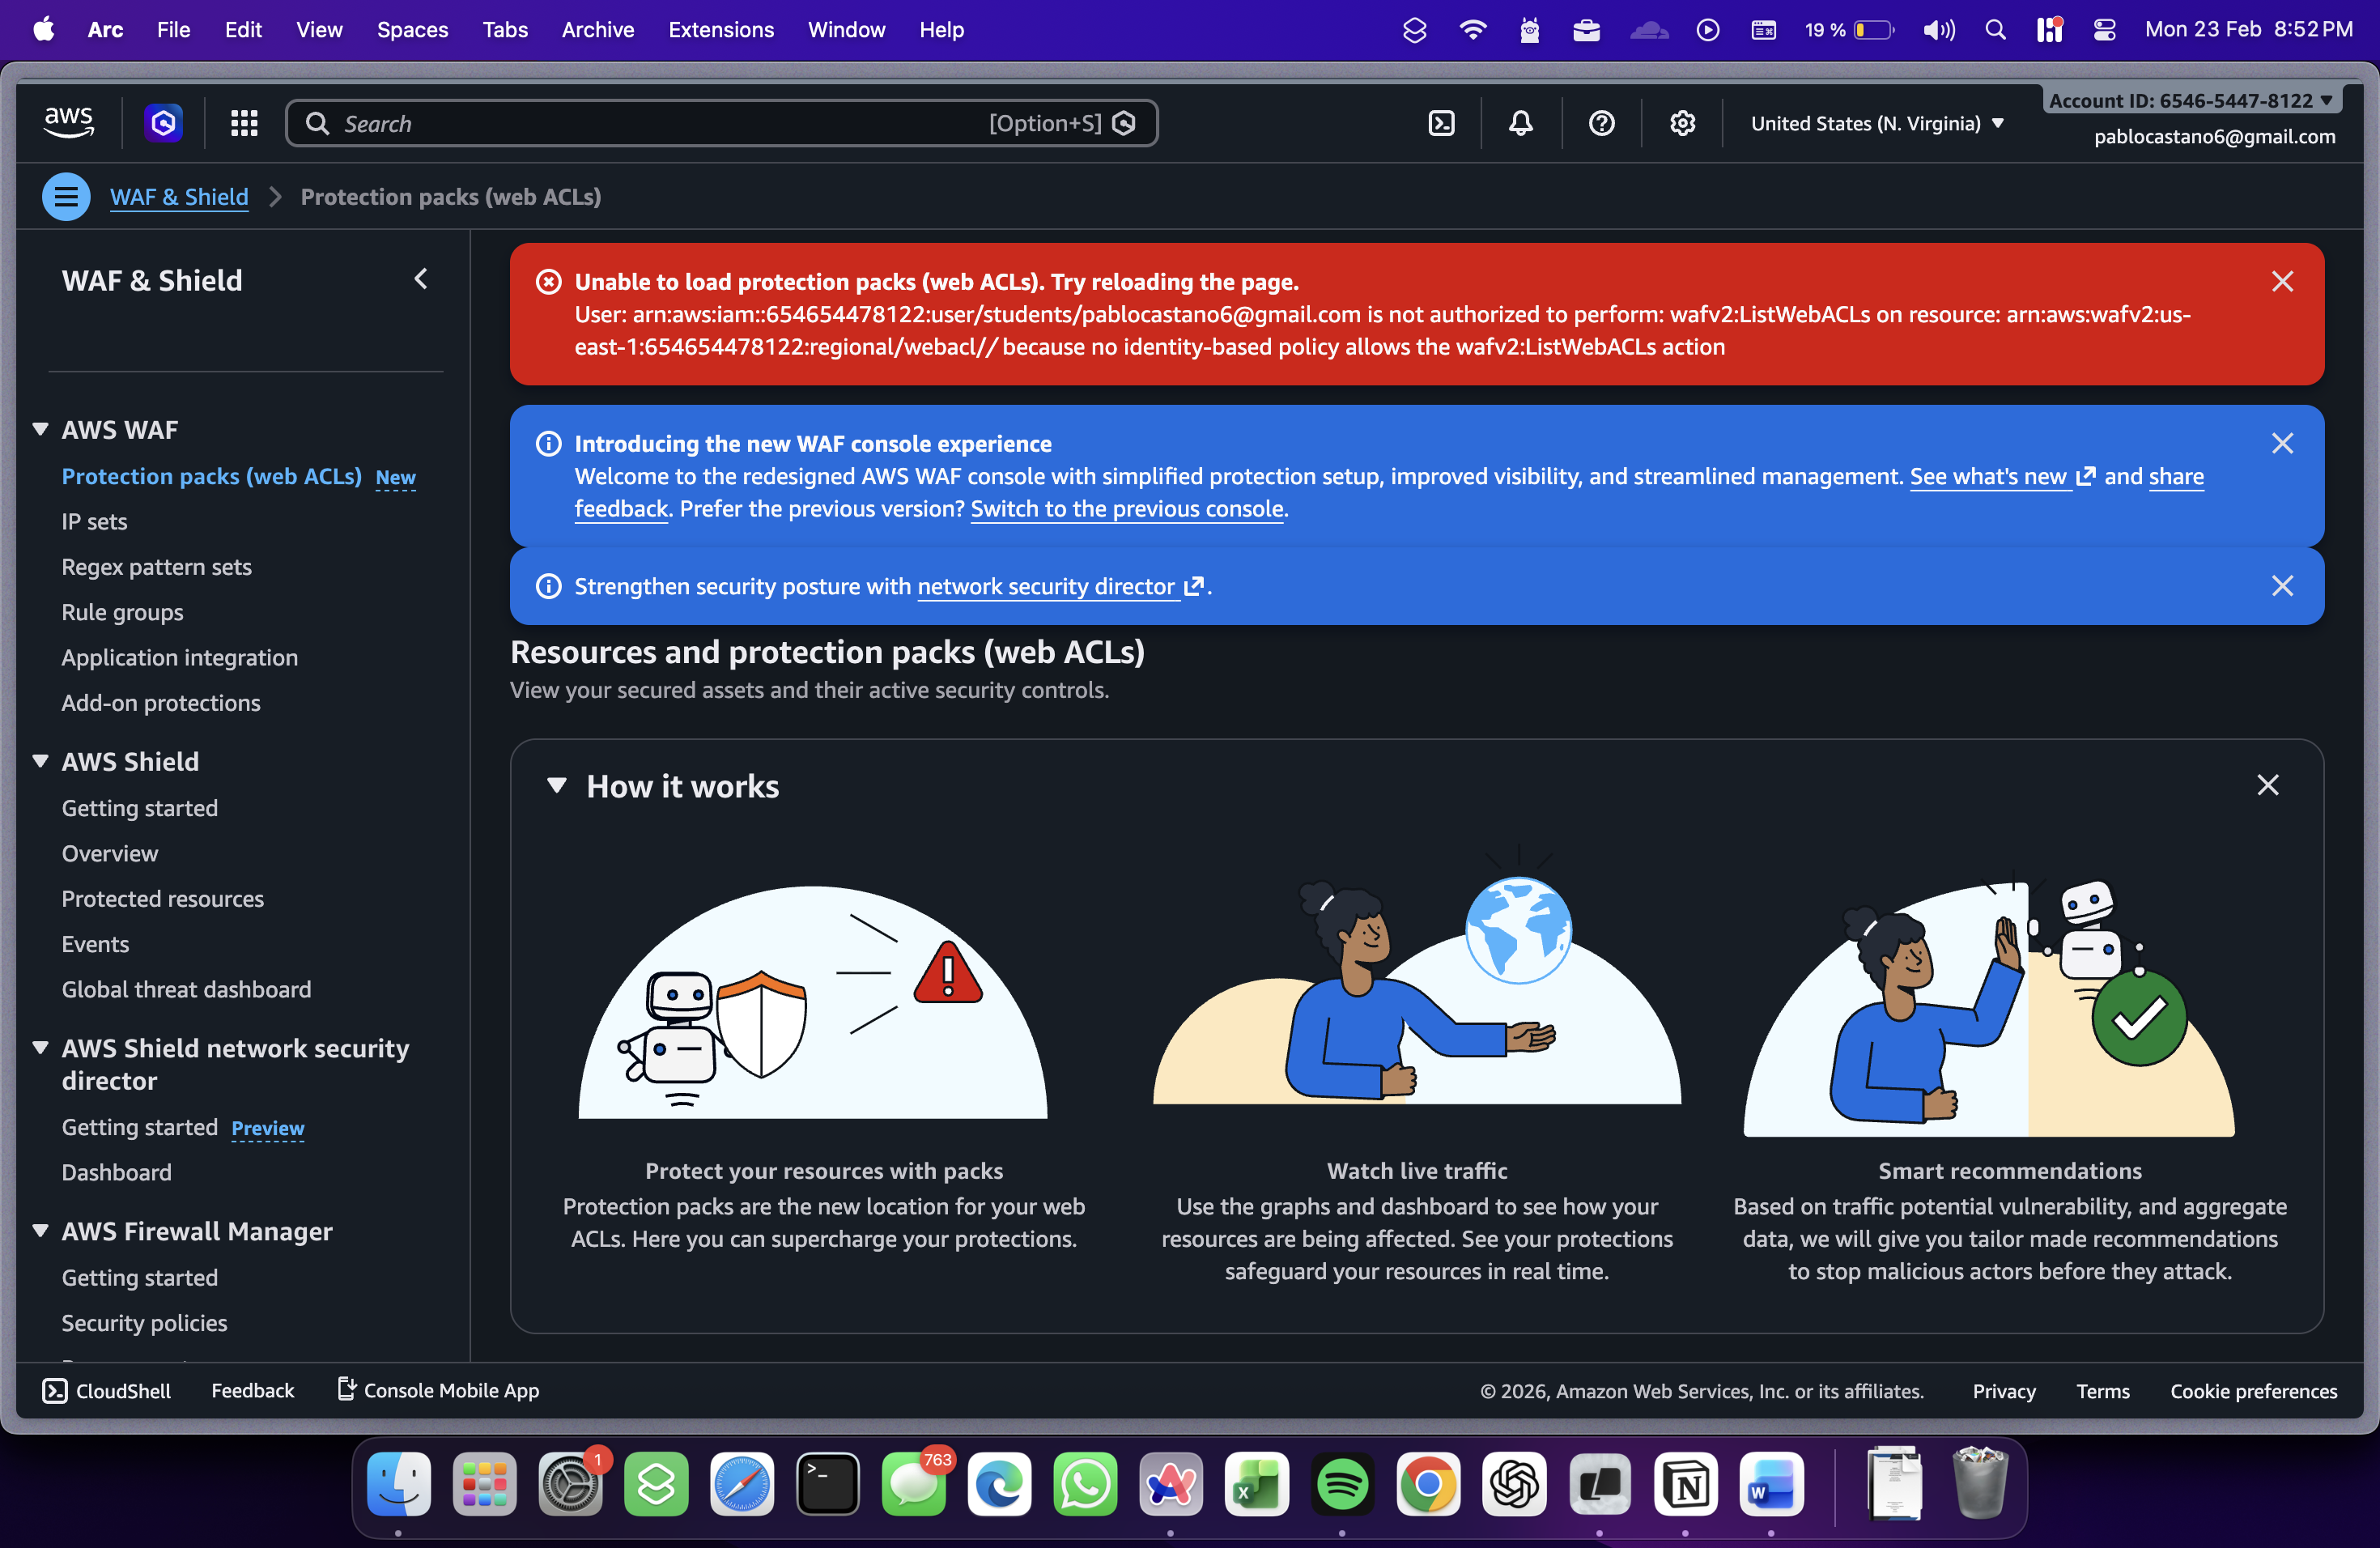 Arc File Edit View Spaces Tabs Archive Extensions Window Help 19 % Mon 23 Feb 8:52 PM
aws Search [Option+S] United States (N. Virginia) Account ID: 6546-5447-8122
pablocastano6@gmail.com
WAF & Shield Protection packs (web ACLs)
WAF & Shield
AWS WAF
Protection packs (web ACLs) New
IP sets
Regex pattern sets
Rule groups
Application integration
Add-on protections
AWS Shield
Getting started
Overview
Protected resources
Events
Global threat dashboard
AWS Shield network security
director
Getting started Preview
Dashboard
AWS Firewall Manager
Getting started
Security policies
Unable to load protection packs (web ACLs). Try reloading the page.
User: arn:aws:iam::654654478122:user/students/pablocastano6@gmail.com is not authorized to perform: wafv2:ListWebACLs on resource: arn:aws:wafv2:us-
east-1:654654478122:regional/webacl// because no identity-based policy allows the wafv2:ListWebACLs action
Introducing the new WAF console experience
Welcome to the redesigned AWS WAF console with simplified protection setup, improved visibility, and streamlined management. See what's new and share
feedback. Prefer the previous version? Switch to the previous console.
Strengthen security posture with network security director .
Resources and protection packs (web ACLs)
View your secured assets and their active security controls.
How it works
Protect your resources with packs
Protection packs are the new location for your web
ACLs. Here you can supercharge your protections.
Watch live traffic
Use the graphs and dashboard to see how your
resources are being affected. See your protections
safeguard your resources in real time.
Smart recommendations
Based on traffic potential vulnerability, and aggregate
data, we will give you tailor made recommendations
to stop malicious actors before they attack.
CloudShell Feedback Console Mobile App © 2026, Amazon Web Services, Inc. or its affiliates. Privacy Terms Cookie preferences
1
763